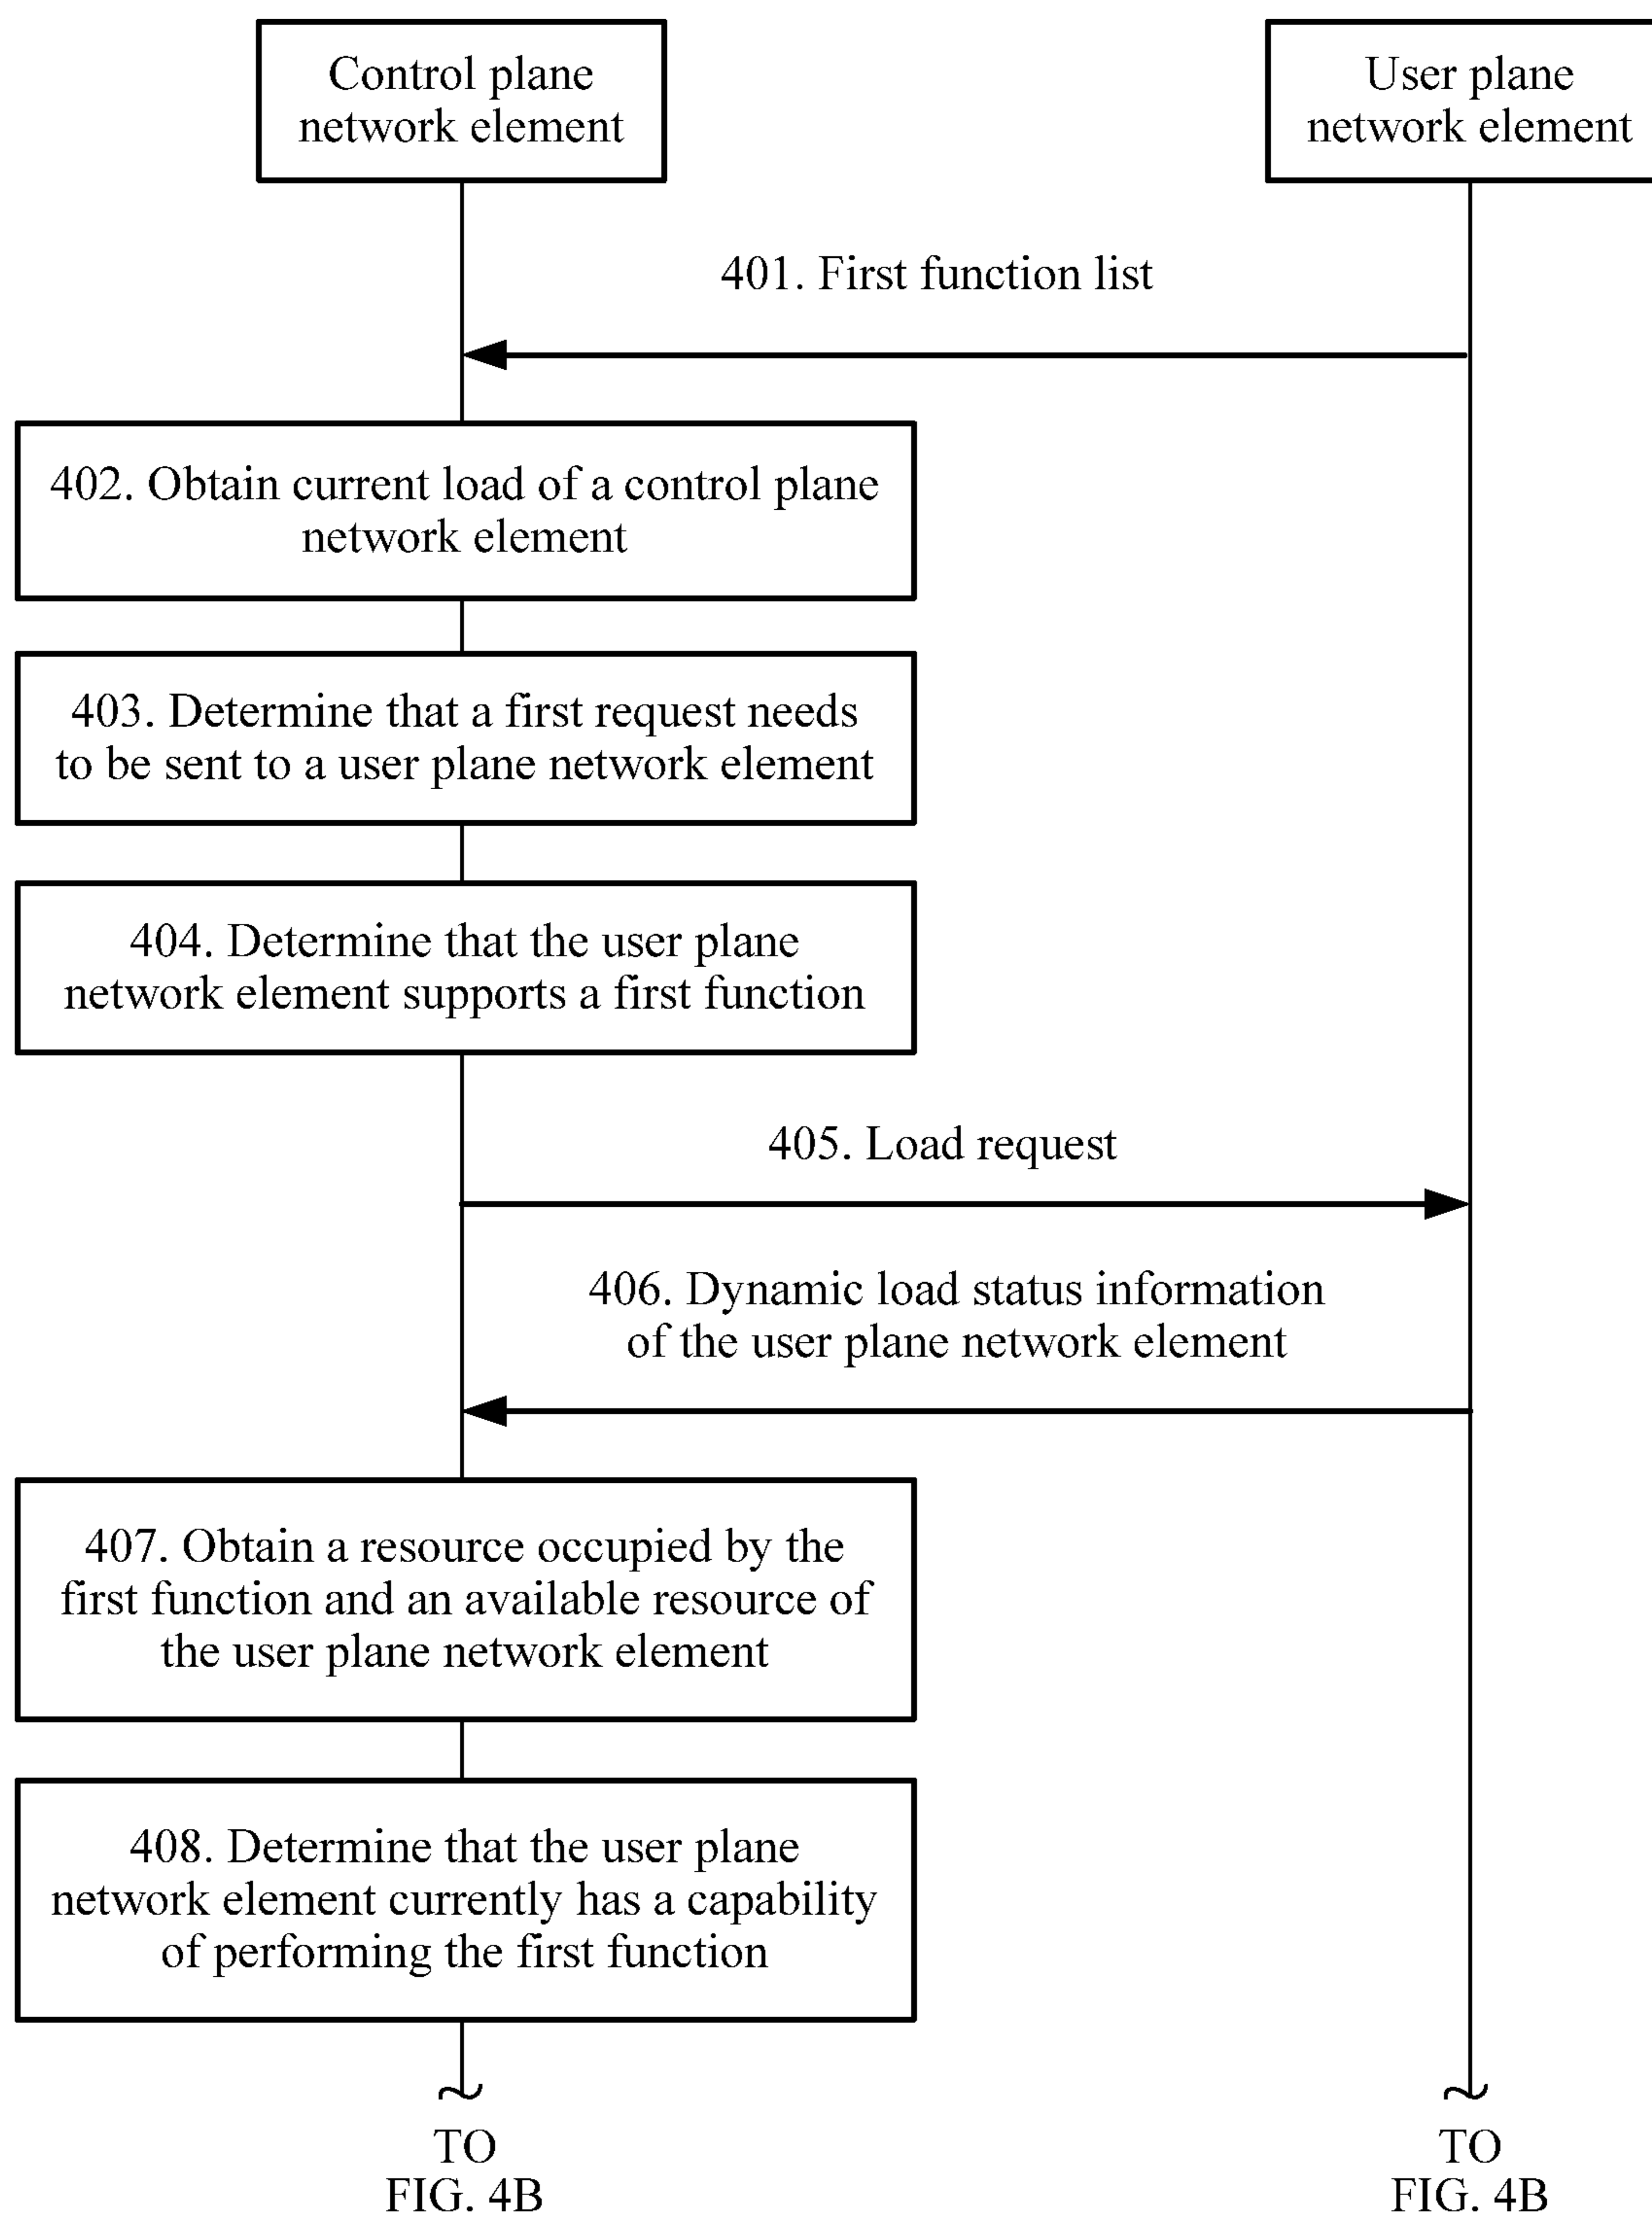 Control plane
network element
User plane
network element
401. First function list
402. Obtain current load of a control plane
network element
403. Determine that a first request needs
to be sent to a user plane network element
404. Determine that the user plane
network element supports a first function
405. Load request
406. Dynamic load status information
of the user plane network element
407. Obtain a resource occupied by the
first function and an available resource of
the user plane network element
408. Determine that the user plane
network element currently has a capability
of performing the first function
TO
FIG. 4B
TO
FIG. 4B